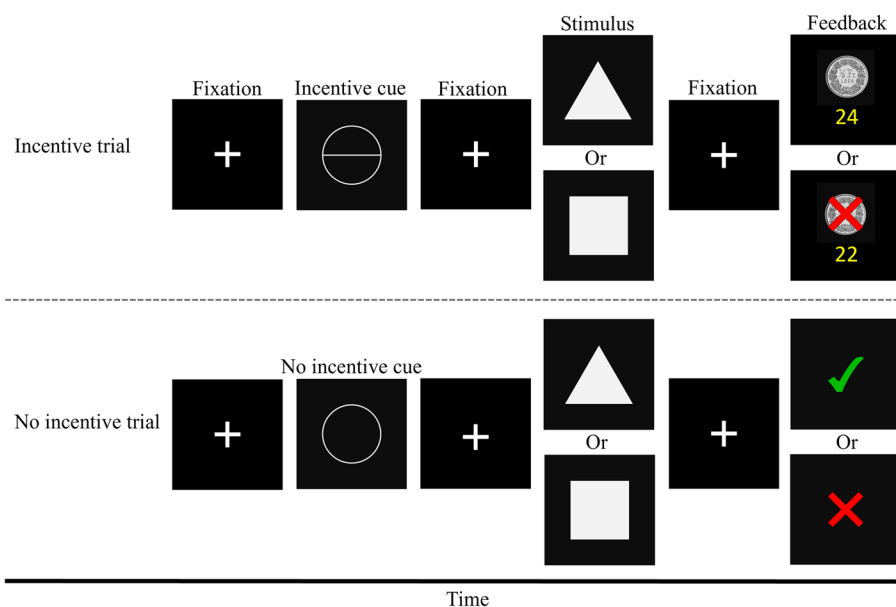 Stimulus
Feedback
Fixation
Incentive cue
Fixation
Fixation
24
Incentive trial
Or
Or
22
No incentive cue
No incentive trial
Or
Or
Time